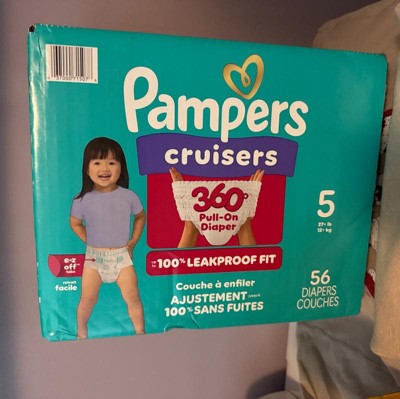 Pampers
cruisers
360°
Pull-On
Diaper
5
27+ lb
12+ kg
100% LEAKPROOF FIT
e-z
off
retrait
facile
Couche à enfiler
AJUSTEMENT
100% SANS FUITES
56
DIAPERS
COUCHES